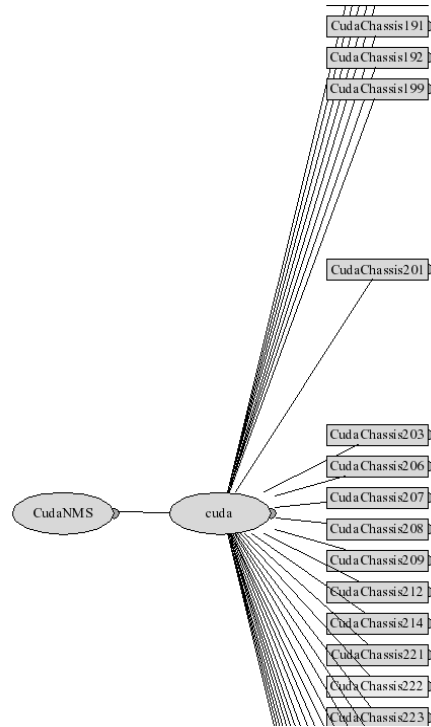 CudaChassis191
CudaChassis192
CudaChassis199
CudaChassis201
CudaChassis203
CudaChassis206
CudaChassis207
CudaNMS
cuda
CudaChassis208
CudaChassis209
CudaChassis212
CudaChassis214
CudaChassis221
CudaChassis222
CudaChassis223